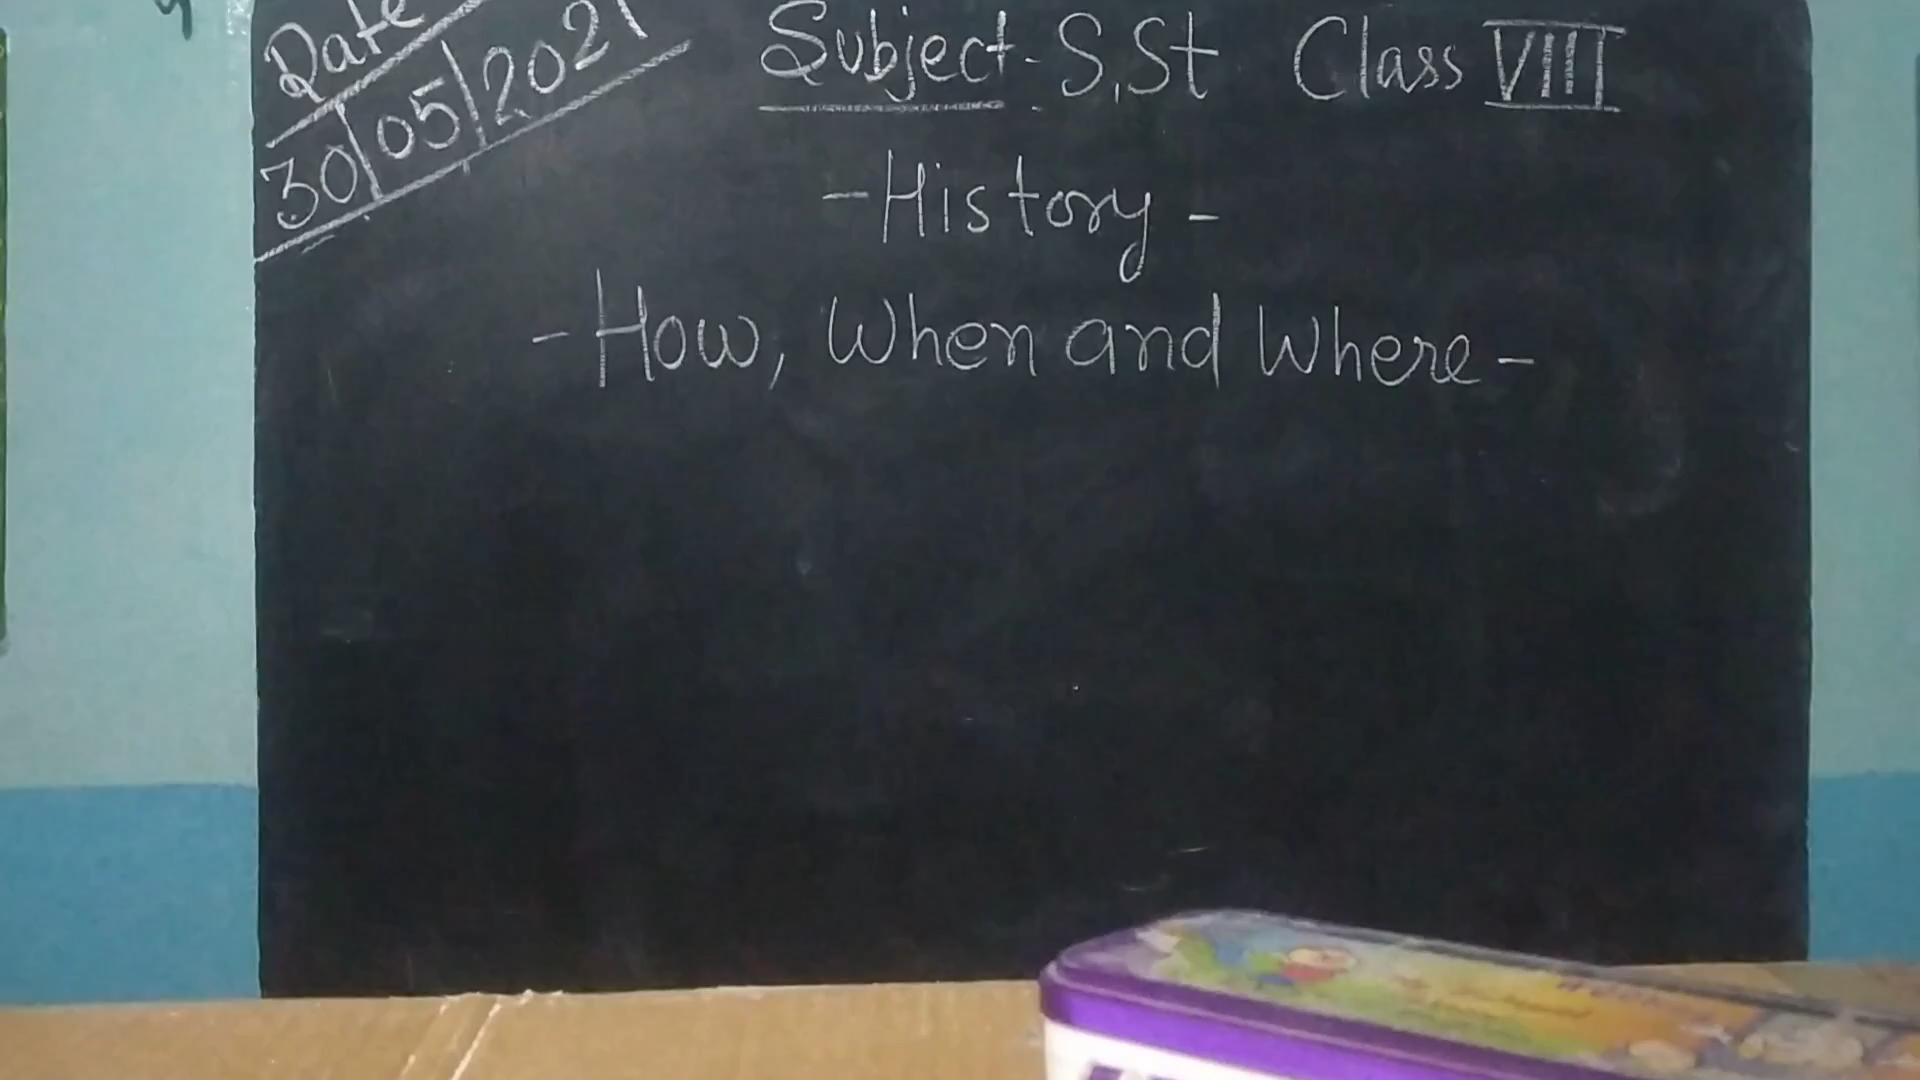 Date
30/05/2021
Subject- S.St Class VIII
-History-
-How, When and Where-